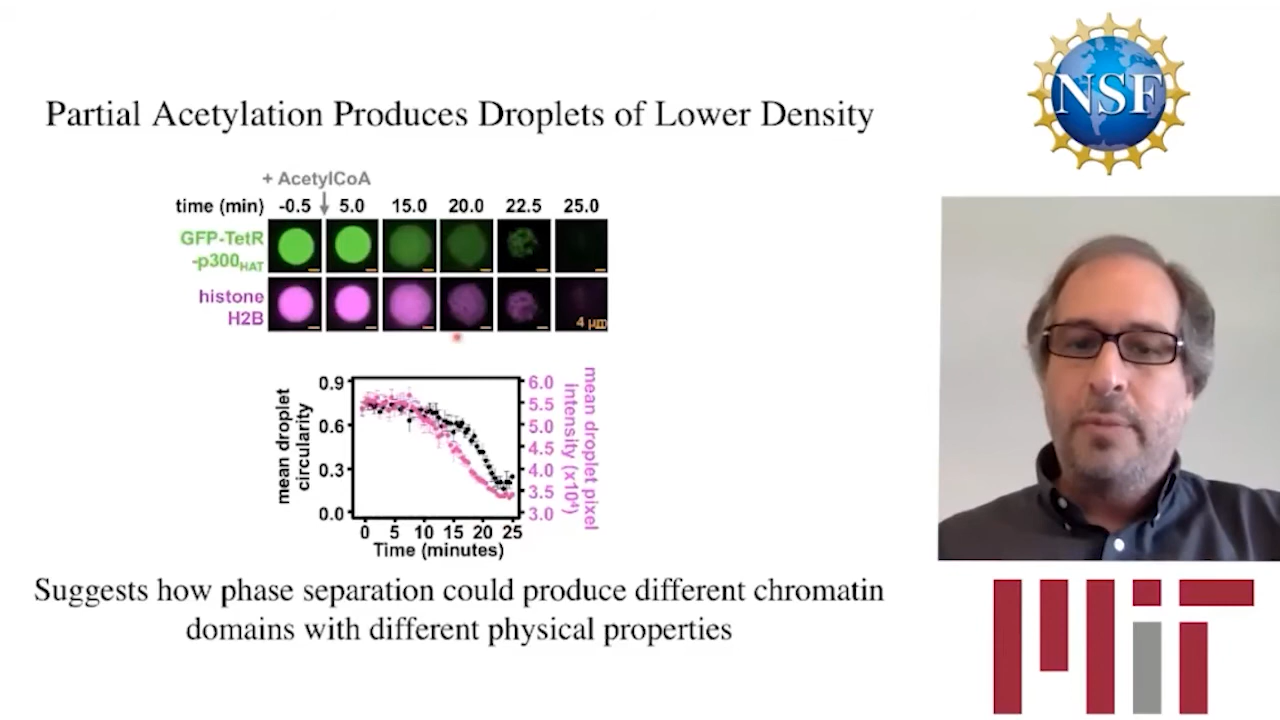 Partial Acetylation Produces Droplets of Lower Density
NSF
+ AcetylCoA
time (min) -0.5 5.0 15.0 20.0 22.5 25.0
GFP-TetR
-p300HAT
histone
H2B
4 µm
mean droplet
circularity
0.9
0.6
0.3
0.0
6.0
5.5
5.0
4.5
4.0
3.5
3.0
mean droplet pixel
intensity (x10⁴)
0 5 10 15 20 25
Time (minutes)
Suggests how phase separation could produce different chromatin
domains with different physical properties
MIT